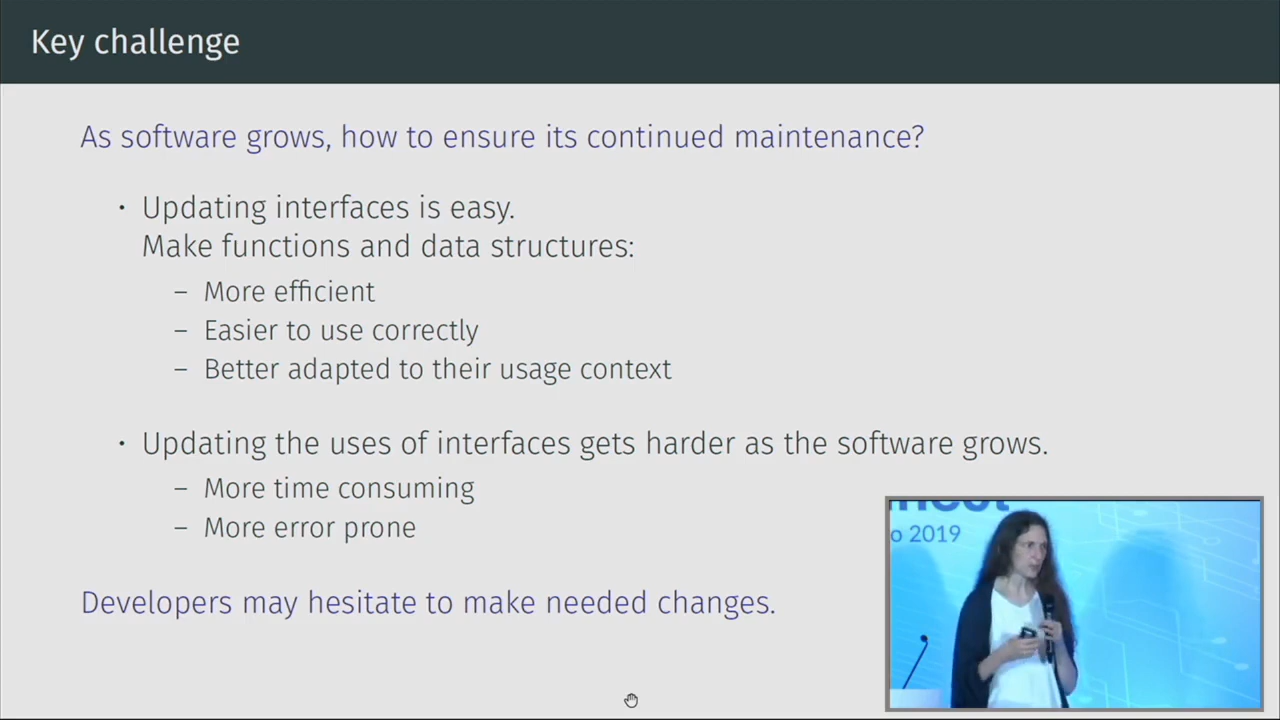 Key challenge
As software grows, how to ensure its continued maintenance?
• Updating interfaces is easy.
Make functions and data structures:
– More efficient
– Easier to use correctly
– Better adapted to their usage context
• Updating the uses of interfaces gets harder as the software grows.
– More time consuming
– More error prone
Developers may hesitate to make needed changes.
o 2019